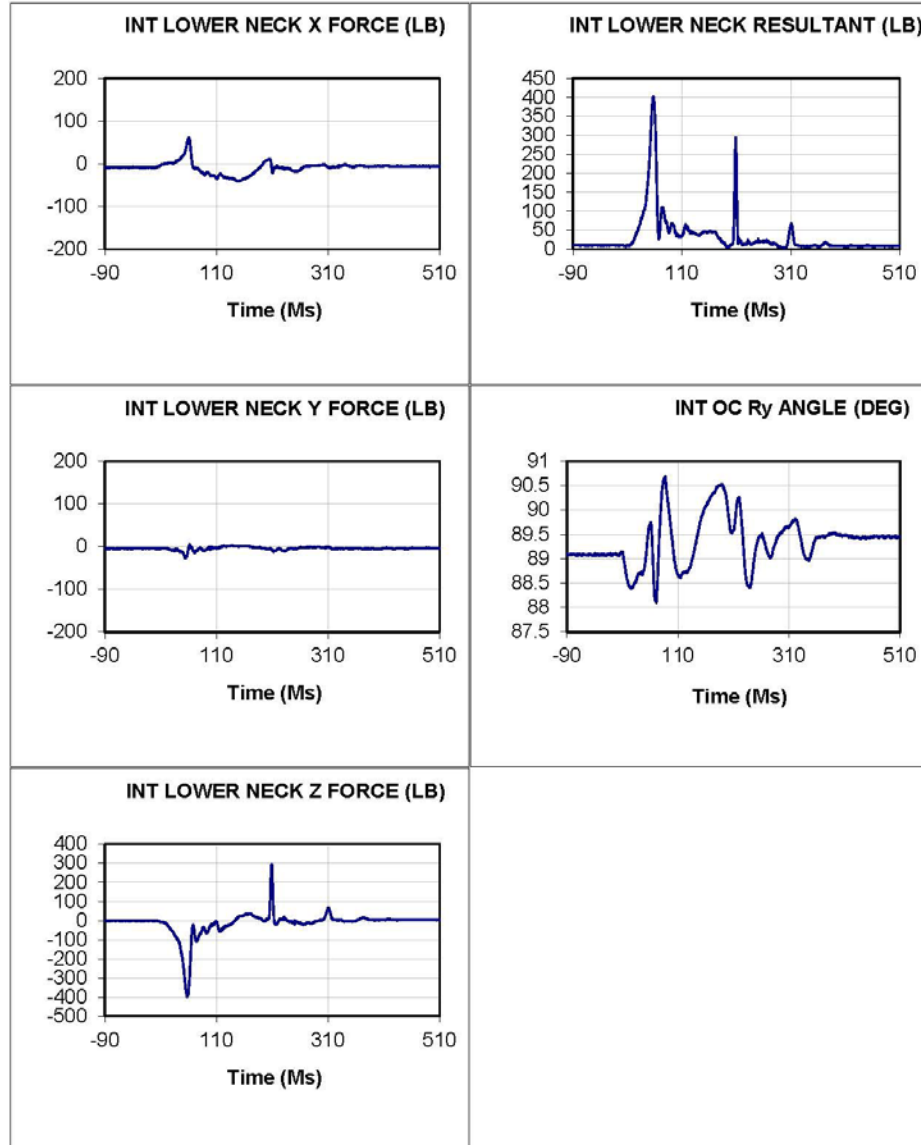 INT LOWER NECK X FORCE (LB)
200
100
0
-100
-200
-90 110 310 510
Time (Ms)
INT LOWER NECK RESULTANT (LB)
450
400
350
300
250
200
150
100
50
0
-90 110 310 510
Time (Ms)
INT LOWER NECK Y FORCE (LB)
200
100
0
-100
-200
-90 110 310 510
Time (Ms)
INT OC Ry ANGLE (DEG)
91
90.5
90
89.5
89
88.5
88
87.5
-90 110 310 510
Time (Ms)
INT LOWER NECK Z FORCE (LB)
400
300
200
100
0
-100
-200
-300
-400
-500
-90 110 310 510
Time (Ms)